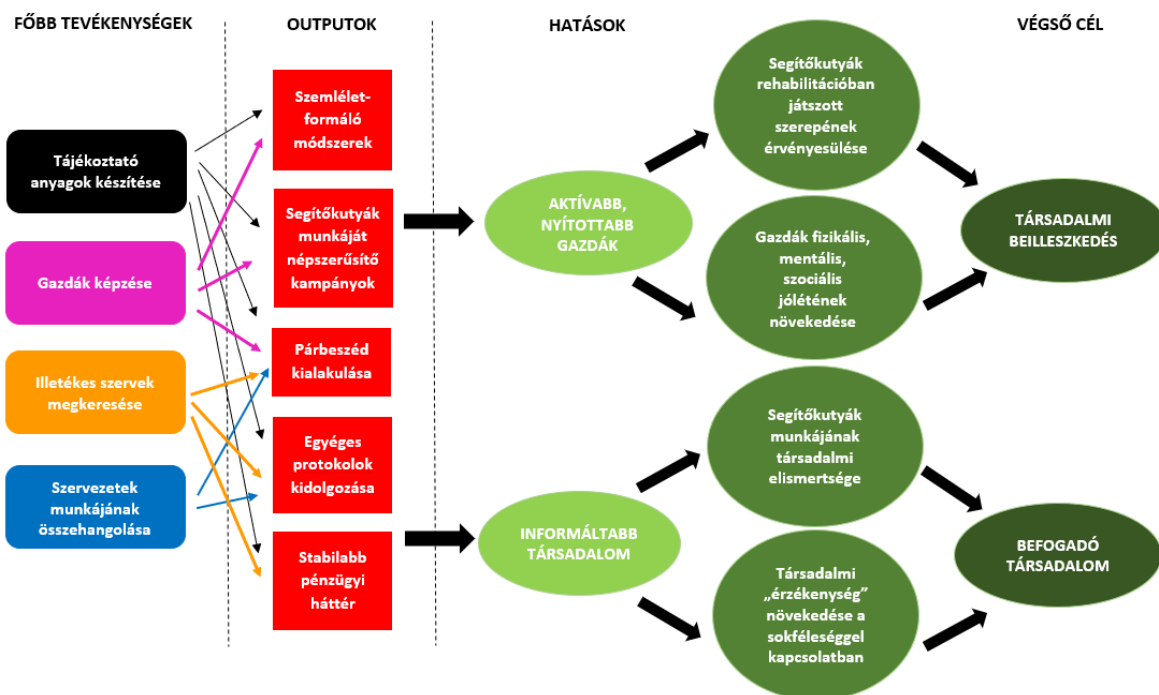 FŐBB TEVÉKENYSÉGEK
OUTPUTOK
HATÁSOK
VÉGSŐ CÉL
Tájékoztató
anyagok készítése
Gazdák képzése
Illetékes szervek
megkeresése
Szervezetek
munkájának
összehangolása
Szemlélet-
formáló
módszerek
Segítőkutyák
munkáját
népszerűsítő
kampányok
Párbeszéd
kialakulása
Egyéges
protokolok
kidolgozása
Stabilabb
pénzügyi
háttér
AKTÍVABB,
NYÍTOTTABB
GAZDÁK
INFORMÁLTABB
TÁRSADALOM
Segítőkutyák
rehabilitációban
játszott
szerepének
érvényesülése
Gazdák fizikális,
mentális,
szociális
jólétének
növekedése
Segítőkutyák
munkájának
társadalmi
elismertsége
Társadalmi
„érzékenység”
növekedése a
sokféleséggel
kapcsolatban
TÁRSADALMI
BEILLESZKEDÉS
BEFOGADÓ
TÁRSADALOM